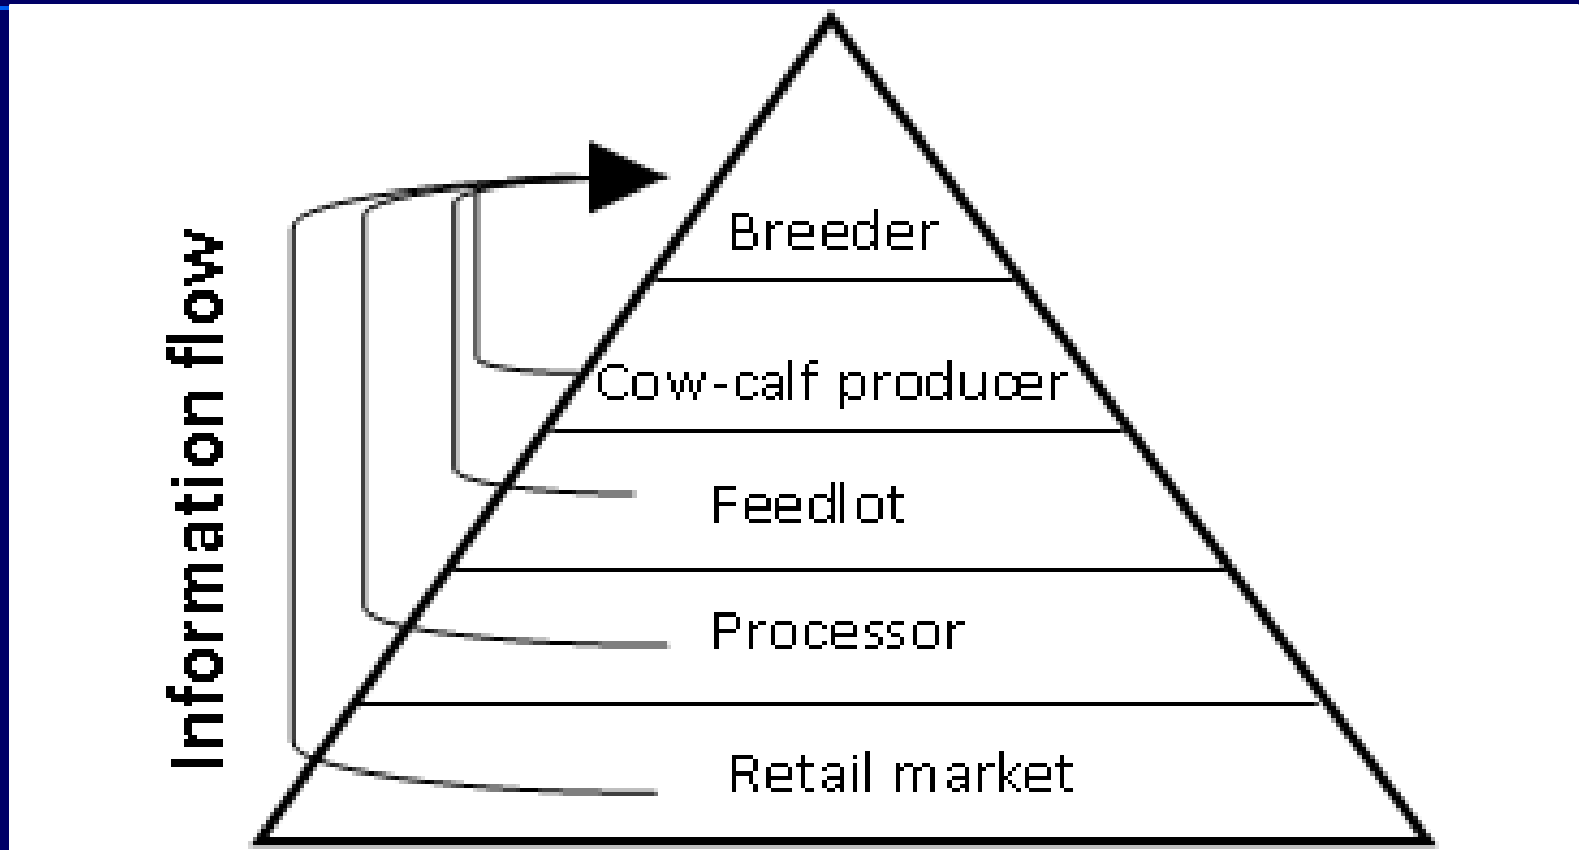 Information flow
Breeder
Cow-calf producer
Feedlot
Processor
Retail market